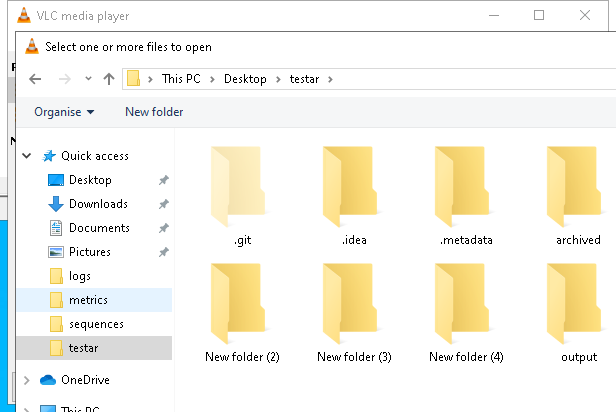 VLC media player
Select one or more files to open
This PC > Desktop > testar >
Organise New folder
Quick access
Desktop
Downloads
Documents
Pictures
logs
metrics
sequences
testar
OneDrive
This PC
.git .idea .metadata archived
New folder (2) New folder (3) New folder (4) output